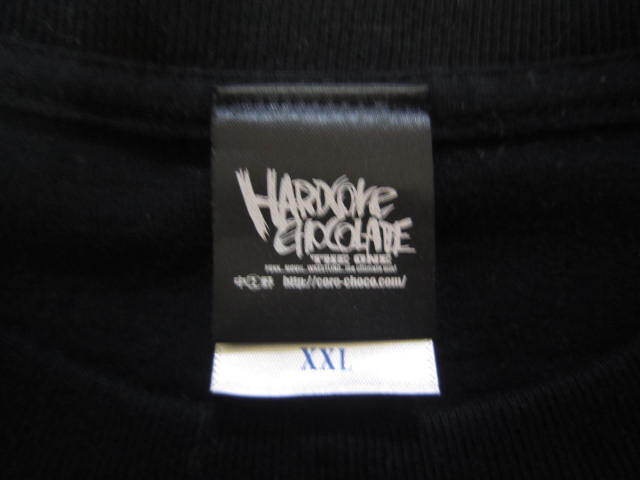 HARDCORE
CHOCOLATE
THE ONE
http://core-choco.com/
XXL